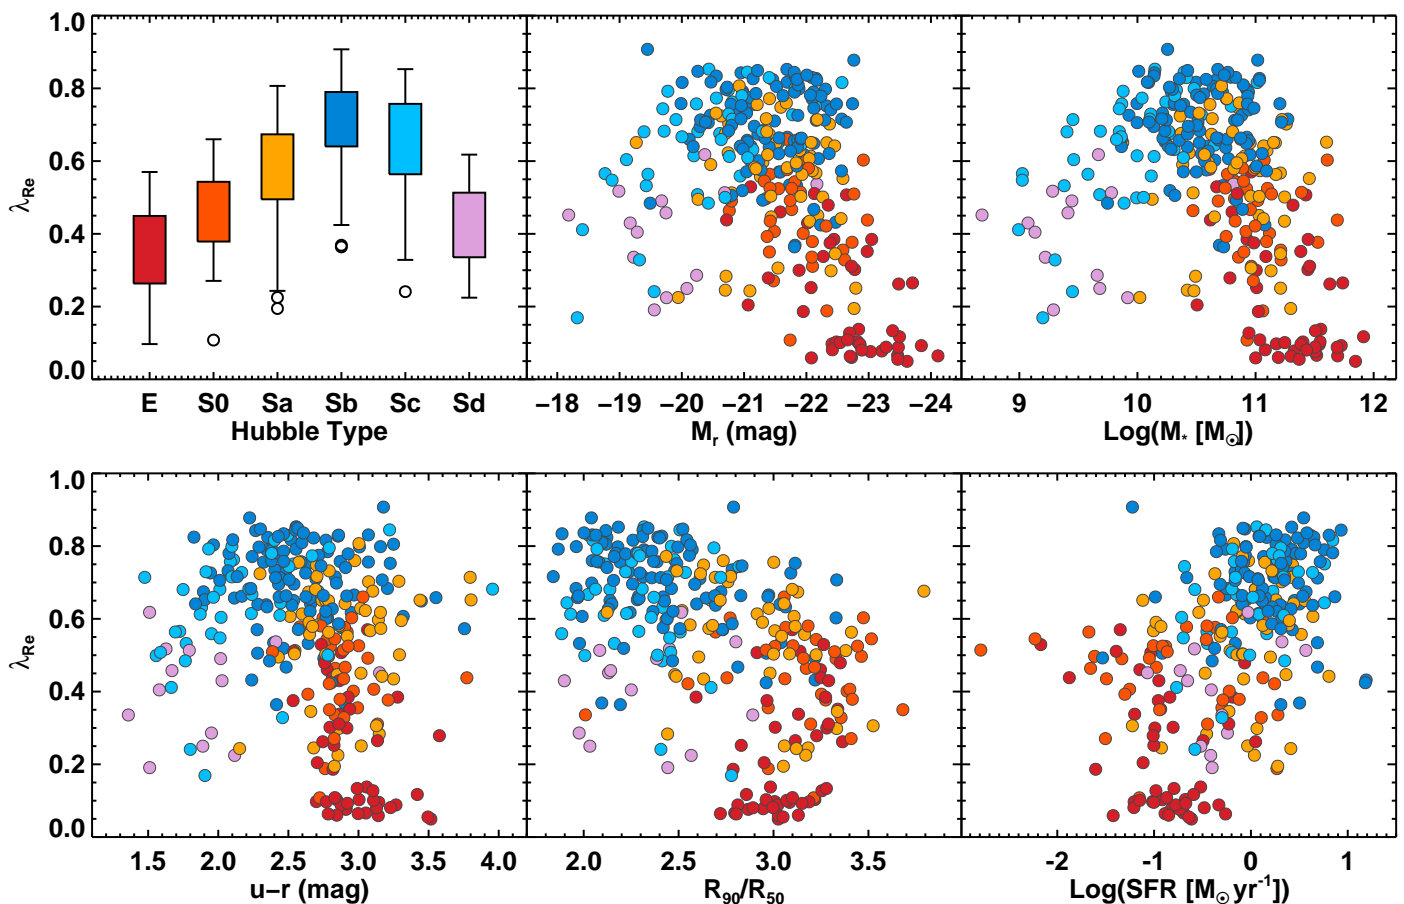 1.0
0.8
0.6
0.4
0.2
0.0
λRe
E S0 Sa Sb Sc Sd
Hubble Type
−18 −19 −20 −21 −22 −23 −24
Mr (mag)
9 10 11 12
Log(M* [M⊙])
1.0
0.8
0.6
0.4
0.2
0.0
λRe
1.5 2.0 2.5 3.0 3.5 4.0
u−r (mag)
2.0 2.5 3.0 3.5
R90/R50
-2 -1 0 1
Log(SFR [M⊙ yr-1])